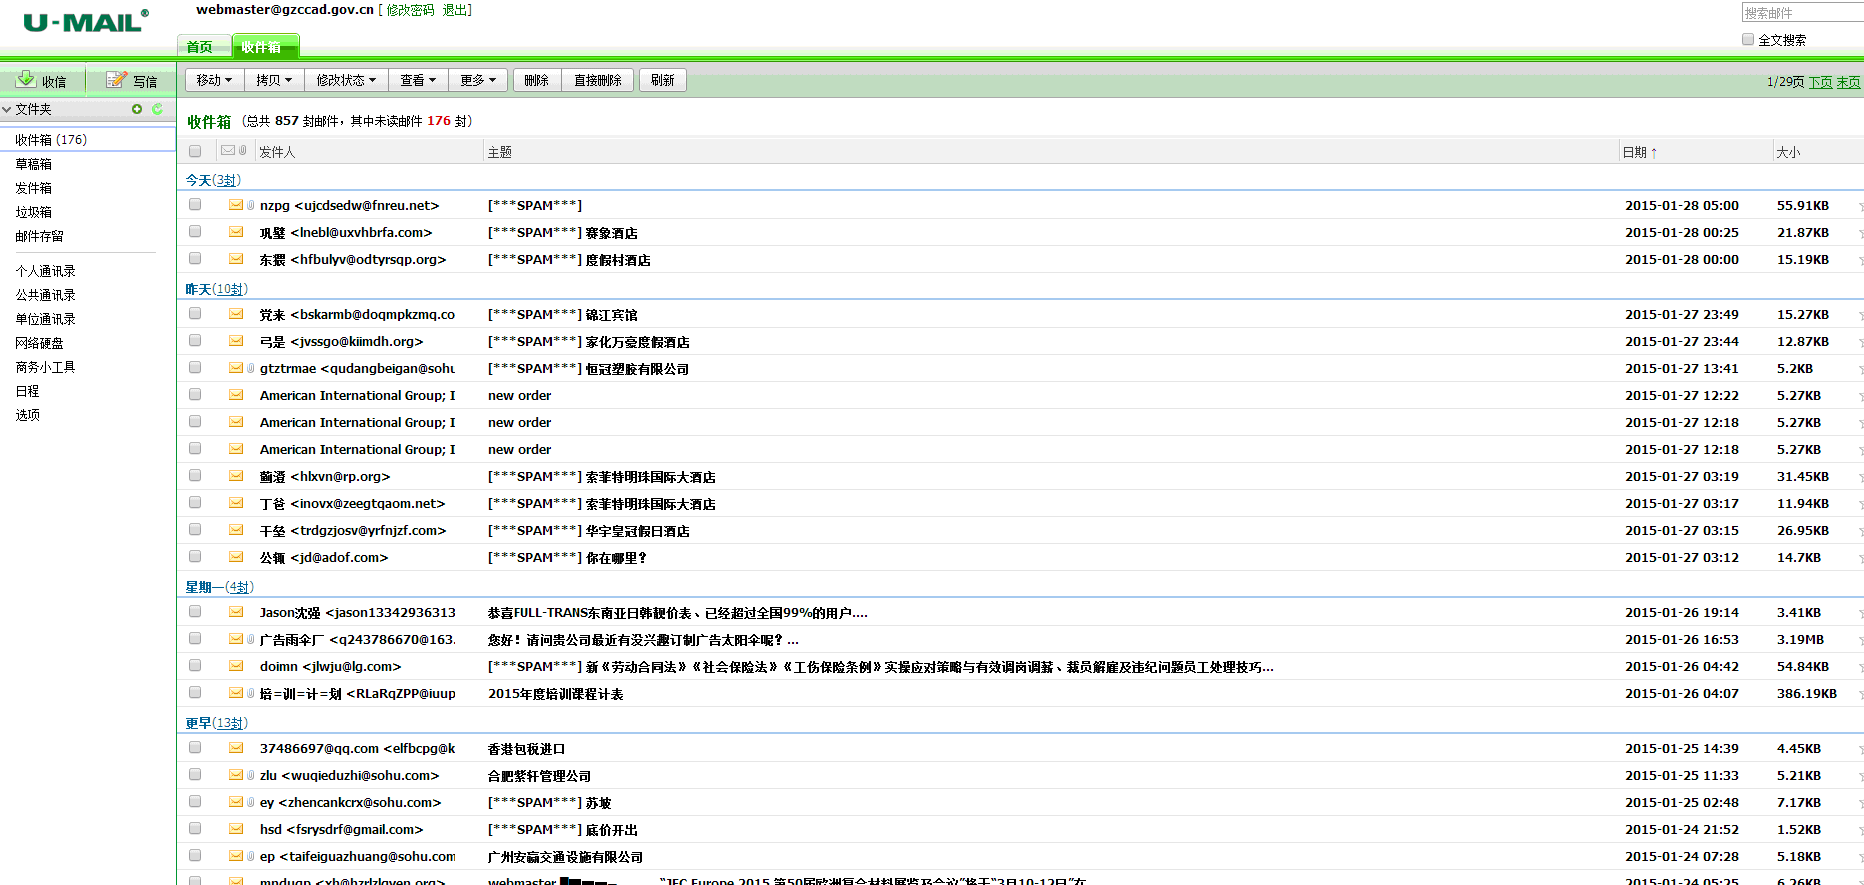 U-MAIL®
webmaster@gzccad.gov.cn [ 修改密码 退出]
搜索邮件
全文搜索
首页 收件箱
收信 写信
移动 拷贝 修改状态 查看 更多 删除 直接删除 刷新
1/29页 下页 末页
文件夹
收件箱 (176)
草稿箱
发件箱
垃圾箱
邮件存留
个人通讯录
公共通讯录
单位通讯录
网络硬盘
商务小工具
日程
选项
收件箱 (总共 857 封邮件，其中未读邮件 176 封)
发件人 主题 日期↑ 大小
今天(3封)
nzpg <ujcdsedw@fnreu.net> [***SPAM***] 2015-01-28 05:00 55.91KB
巩璧 <lnebl@uxvhbrfa.com> [***SPAM***] 赛象酒店 2015-01-28 00:25 21.87KB
东猥 <hfbulyv@odtyrsqp.org> [***SPAM***] 度假村酒店 2015-01-28 00:00 15.19KB
昨天(10封)
党来 <bskarmb@doqmpkzmq.co [***SPAM***] 锦江宾馆 2015-01-27 23:49 15.27KB
弓是 <jvssgo@kiimdh.org> [***SPAM***] 家化万豪度假酒店 2015-01-27 23:44 12.87KB
gtztrmae <qudangbeigan@sohu [***SPAM***] 恒冠塑胶有限公司 2015-01-27 13:41 5.2KB
American International Group; I new order 2015-01-27 12:22 5.27KB
American International Group; I new order 2015-01-27 12:18 5.27KB
American International Group; I new order 2015-01-27 12:18 5.27KB
<hlxvn@rp.org> [***SPAM***] 索菲特明珠国际大酒店 2015-01-27 03:19 31.45KB
丁苍 <inovx@zeegtqaom.net> [***SPAM***] 索菲特明珠国际大酒店 2015-01-27 03:17 11.94KB
干垒 <trdgzjosv@yrfnjzf.com> [***SPAM***] 华宇皇冠假日酒店 2015-01-27 03:15 26.95KB
公辄 <jd@adof.com> [***SPAM***] 你在哪里？ 2015-01-27 03:12 14.7KB
星期一(4封)
Jason沈强 <jason13342936313 恭喜FULL-TRANS东南亚日韩靓价表、已经超过全国99%的用户.... 2015-01-26 19:14 3.41KB
广告雨伞厂 <q243786670@163. 您好！请问贵公司最近有没兴趣订制广告太阳伞呢？... 2015-01-26 16:53 3.19MB
doimn <jlwju@lg.com> [***SPAM***] 新《劳动合同法》《社会保险法》《工伤保险条例》实操应对策略与有效调岗调薪、裁员解雇及违纪问题员工处理技巧... 2015-01-26 04:42 54.84KB
培=训=计=划 <RLaRqZPP@iuup 2015年度培训课程计表 2015-01-26 04:07 386.19KB
更早(13封)
37486697@qq.com <elfbcpg@k 香港包税进口 2015-01-25 14:39 4.45KB
zlu <wuqieduzhi@sohu.com> 合肥紫轩管理公司 2015-01-25 11:33 5.21KB
ey <zhencankcrx@sohu.com> [***SPAM***] 苏坡 2015-01-25 02:48 7.17KB
hsd <fsrysdrf@gmail.com> [***SPAM***] 底价开出 2015-01-24 21:52 1.52KB
ep <taifeiguazhuang@sohu.com 广州安赢交通设施有限公司 2015-01-24 07:28 5.18KB
webmaster “JEC Europe 2015 第50届欧洲复合材料展览及会议”将于“3月10-12日”在 2015-01-24 05:25 6.26KB